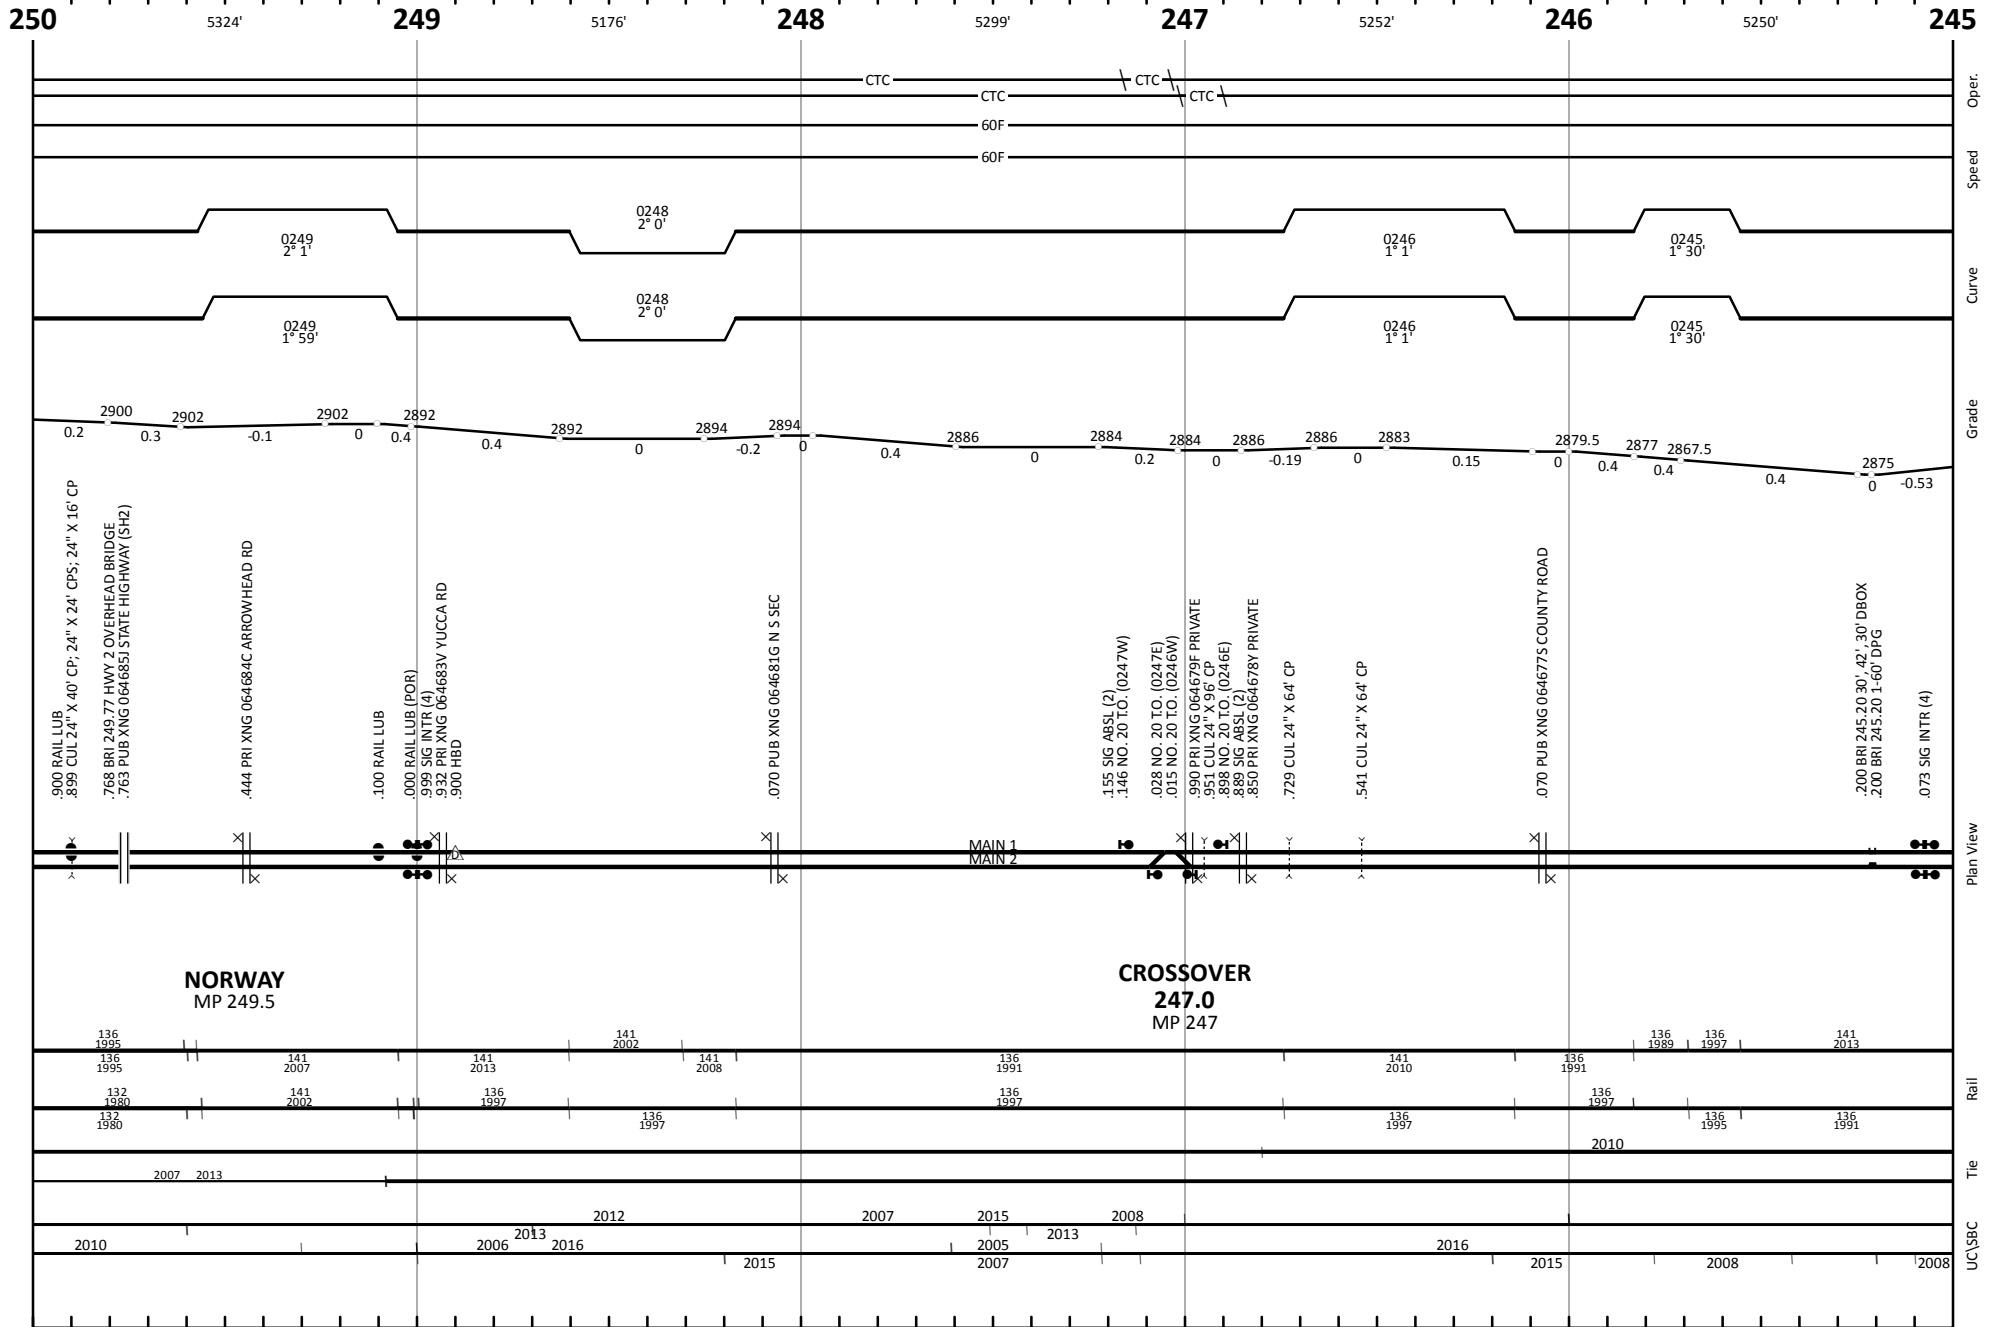 250 5324' 249 5176' 248 5299' 247 5252' 246 5250' 245
CTC CTC
CTC CTC
Oper.
60F
60F
Speed
0249
2° 1'
0248
2° 0'
0246
1° 1'
0245
1° 30'
0249
1° 59'
0248
2° 0'
0246
1° 1'
0245
1° 30'
Curve
2900 2902 2902 2892 2892 2894 2894 2886 2884 2884 2886 2886 2883 2879.5 2877 2867.5 2875
0.2 0.3 -0.1 0 0.4 0.4 0 -0.2 0 0.4 0 0.2 0 -0.19 0 0.15 0 0.4 0.4 0.4 0 -0.53
Grade
.900 RAIL LUB
.899 CUL 24" X 40' CP; 24" X 24' CPS; 24" X 16' CP
.768 BRI 249.77 HWY 2 OVERHEAD BRIDGE
.763 PUB XNG 064685J STATE HIGHWAY (SH2)
.444 PRI XNG 064684C ARROWHEAD RD
.100 RAIL LUB
.000 RAIL LUB (POR)
.999 SIG INTR (4)
.932 PRI XNG 064683V YUCCA RD
.900 HBD
.070 PUB XNG 064681G N S SEC
.155 SIG ABSL (2)
.146 NO. 20 T.O. (0247W)
.028 NO. 20 T.O. (0247E)
.015 NO. 20 T.O. (0246W)
.990 PRI XNG 064679F PRIVATE
.951 CUL 24" X 96' CP
.898 NO. 20 T.O. (0246E)
.889 SIG ABSL (2)
.850 PRI XNG 064678Y PRIVATE
.729 CUL 24" X 64' CP
.541 CUL 24" X 64' CP
.070 PUB XNG 064677S COUNTY ROAD
.200 BRI 245.20 30', 42', 30' DBOX
.200 BRI 245.20 1-60' DPG
.073 SIG INTR (4)
D
MAIN 1
MAIN 2
Plan View
NORWAY
MP 249.5
CROSSOVER
247.0
MP 247
136 141 136 136 141
1995 2002 1989 1997 2013
136 141 141 141 136 141 136
1995 2007 2013 2008 1991 2010 1991
132 141 136 136 136
1980 2002 1997 1997 1997
132 136 136 136 136
1980 1997 1997 1995 1991
Rail
2010
2007 2013
Tie
2012 2007 2015 2008
2013 2013
2010 2006 2016 2005 2016
2015 2007 2015 2008 2008
UC\SBC